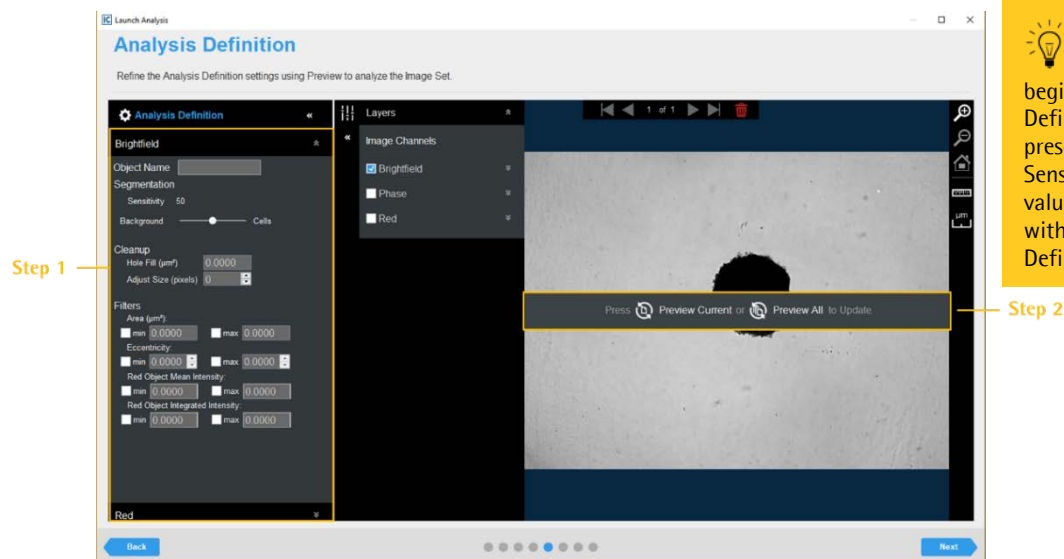 Launch Analysis
Analysis Definition
Refine the Analysis Definition settings using Preview to analyze the Image Set.
Analysis Definition
Brightfield
Object Name
Segmentation
Sensitivity 50
Background Cells
Cleanup
Hole Fill (µm²) 0.0000
Adjust Size (pixels) 0
Filters
Area (µm²):
min 0.0000 max 0.0000
Eccentricity:
min 0.0000 max 0.0000
Red Object Mean Intensity:
min 0.0000 max 0.0000
Red Object Integrated Intensity:
min 0.0000 max 0.0000
Red
Layers
Image Channels
Brightfield
Phase
Red
1 of 1
Press Preview Current or Preview All to Update
µm
Back
Next
Step 1
Step 2
begi
Defi
pres
Sens
valu
with
Defi